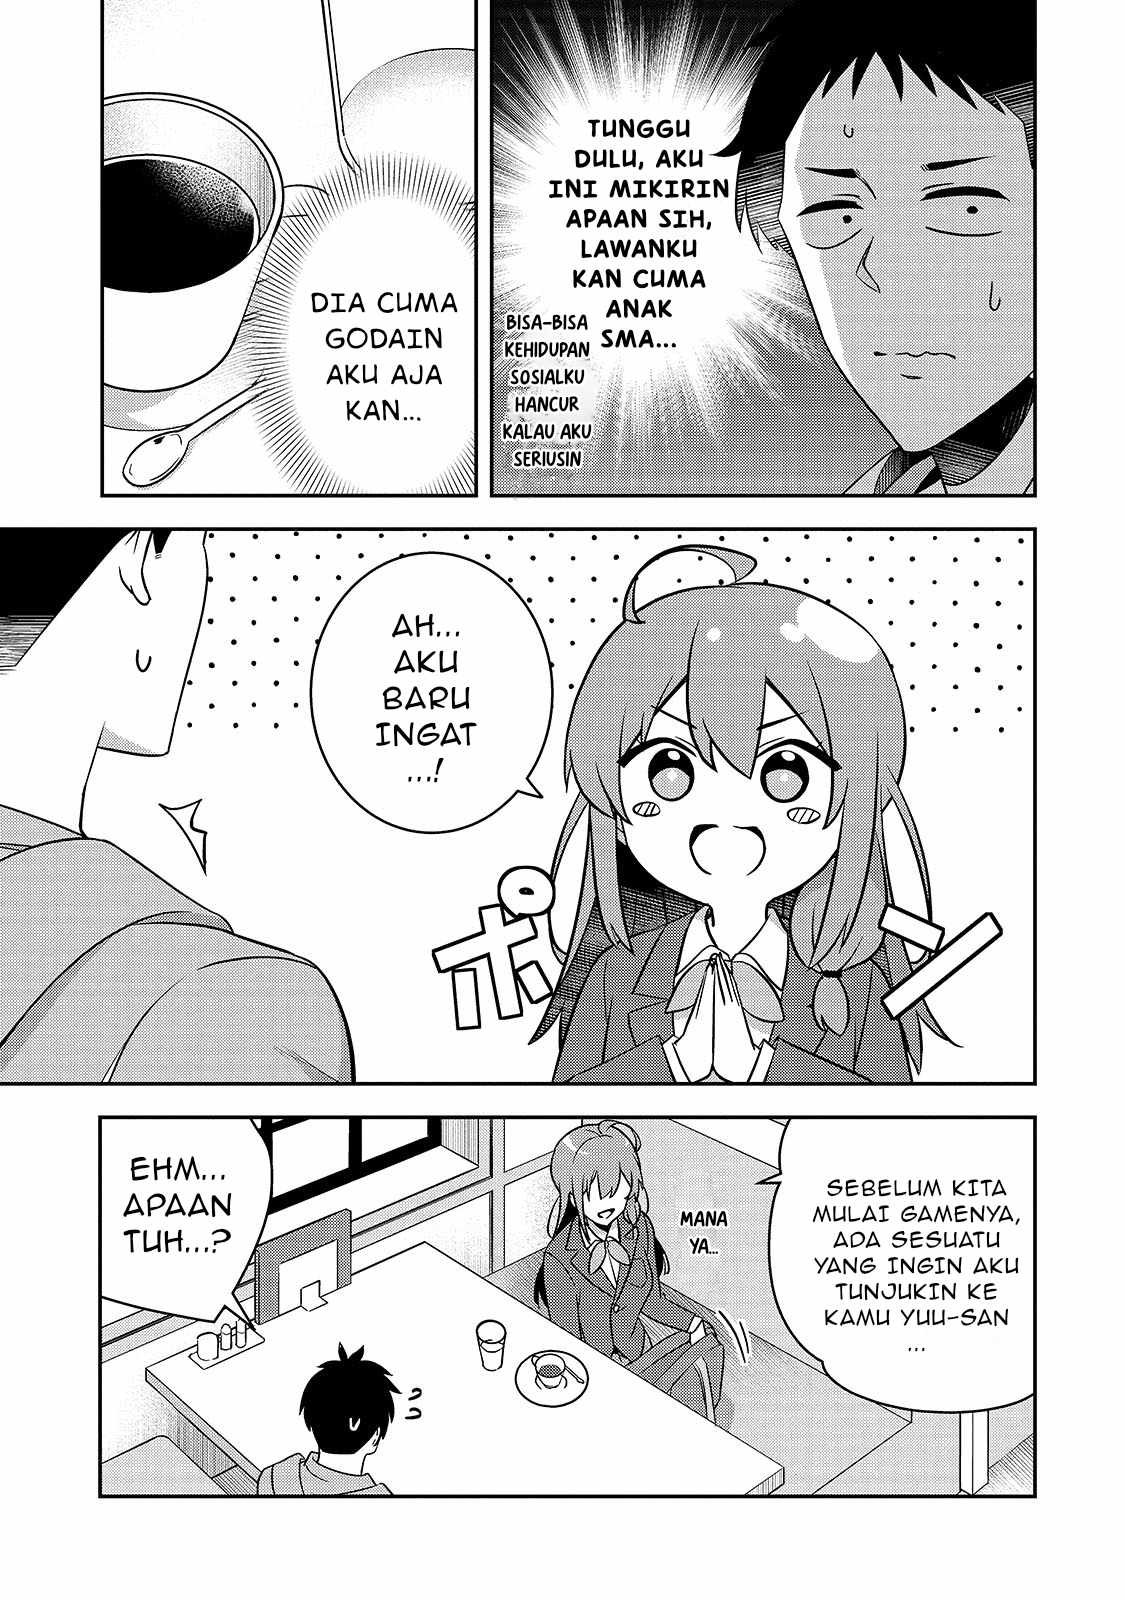 TUNGGU
DULU, AKU
INI MIKIRIN
APAAN SIH,
LAWANKU
KAN CUMA
ANAK
SMA...
BISA-BISA
KEHIDUPAN
SOSIALKU
HANCUR
KALAU AKU
SERIUSIN
DIA CUMA
GODAIN
AKU AJA
KAN...
AH...
AKU
BARU
INGAT
...!
ポン
SEBELUM KITA
MULAI GAMENYA,
ADA SESUATU
YANG INGIN AKU
TUNJUKIN KE
KAMU YUU-SAN
...
MANA
YA...
EHM...
APAAN
TUH...?